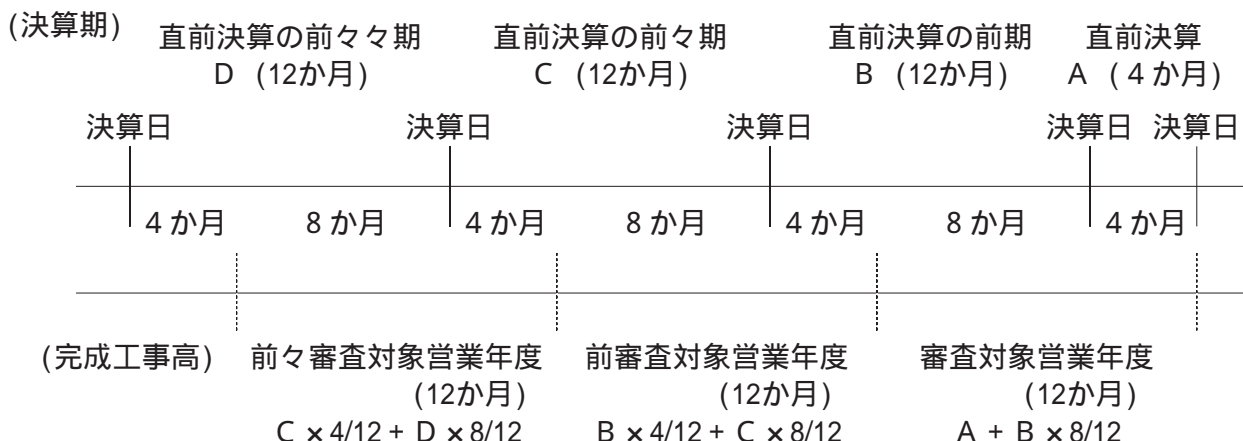 (決算期)
直前決算の前々々期 直前決算の前々期 直前決算の前期 直前決算
D (12か月) C (12か月) B (12か月) A (4か月)
決算日 決算日 決算日 決算日 決算日
4か月 8か月 4か月 8か月 4か月 8か月 4か月
(完成工事高) 前々審査対象営業年度 前審査対象営業年度 審査対象営業年度
(12か月) (12か月) (12か月)
C×4/12+D×8/12 B×4/12+C×8/12 A+B×8/12